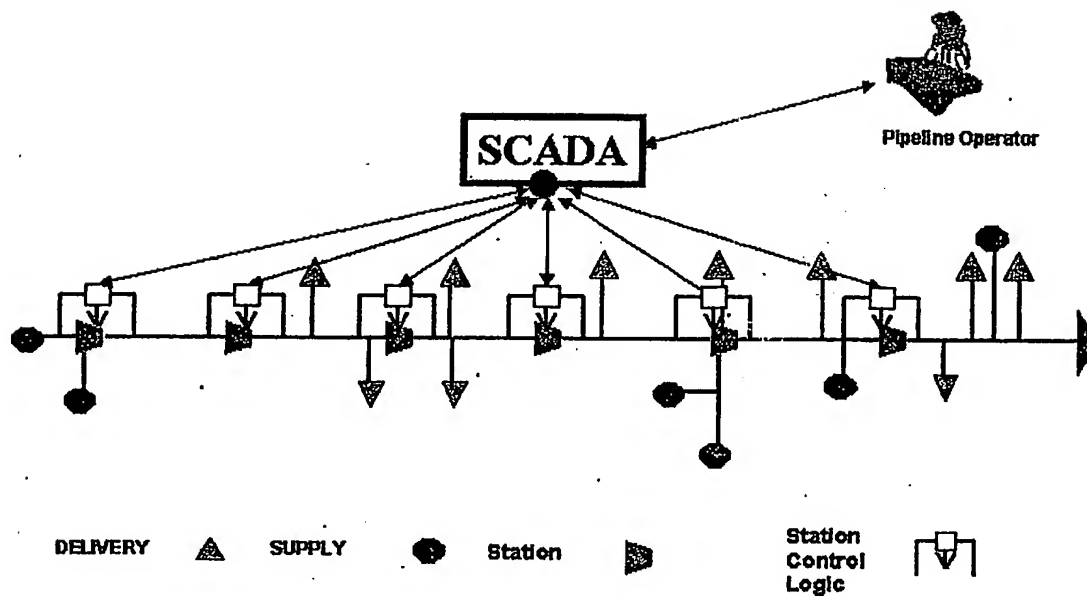 SCADA
Pipeline Operator
DELIVERY
SUPPLY
Station
Station
Control
Logic